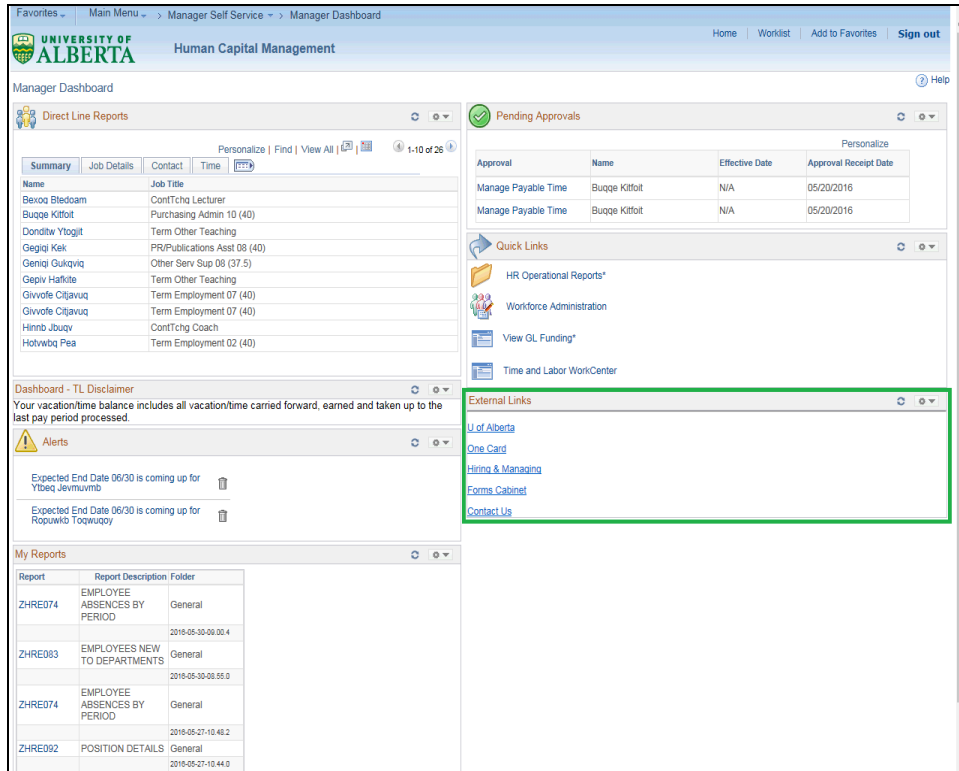 Favorites Main Menu > Manager Self Service > Manager Dashboard
UNIVERSITY OF
ALBERTA
Human Capital Management
Home Worklist Add to Favorites Sign out
Help
Manager Dashboard
Direct Line Reports
Personalize | Find | View All | | 1-10 of 26
Summary Job Details Contact Time
Name Job Title
Bexoq Btedoam ContTchg Lecturer
Buqqe Kitfoit Purchasing Admin 10 (40)
Donditw Ytogjit Term Other Teaching
Gegiqi Kek PR/Publications Asst 08 (40)
Geniqi Gukqviq Other Serv Sup 08 (37.5)
Gepiv Hafkite Term Other Teaching
Givvofe Citjavuq Term Employment 07 (40)
Givvofe Citjavuq Term Employment 07 (40)
Hinnb Jbuqv ContTchg Coach
Hotvwbq Pea Term Employment 02 (40)
Dashboard - TL Disclaimer
Your vacation/time balance includes all vacation/time carried forward, earned and taken up to the
last pay period processed.
Alerts
Expected End Date 06/30 is coming up for
Ytbeq Jevmuvmb
Expected End Date 06/30 is coming up for
Ropuwkb Toqwuqoy
My Reports
Report Report Description Folder
ZHRE074 EMPLOYEE ABSENCES BY PERIOD General
2016-05-30-09.00.4
ZHRE083 EMPLOYEES NEW TO DEPARTMENTS General
2016-05-30-08.55.0
ZHRE074 EMPLOYEE ABSENCES BY PERIOD General
2016-05-27-10.48.2
ZHRE092 POSITION DETAILS General
2016-05-27-10.44.0
Pending Approvals
Personalize
Approval Name Effective Date Approval Receipt Date
Manage Payable Time Buqqe Kitfoit N/A 05/20/2016
Manage Payable Time Buqqe Kitfoit N/A 05/20/2016
Quick Links
HR Operational Reports*
Workforce Administration
View GL Funding*
Time and Labor WorkCenter
External Links
U of Alberta
One Card
Hiring & Managing
Forms Cabinet
Contact Us